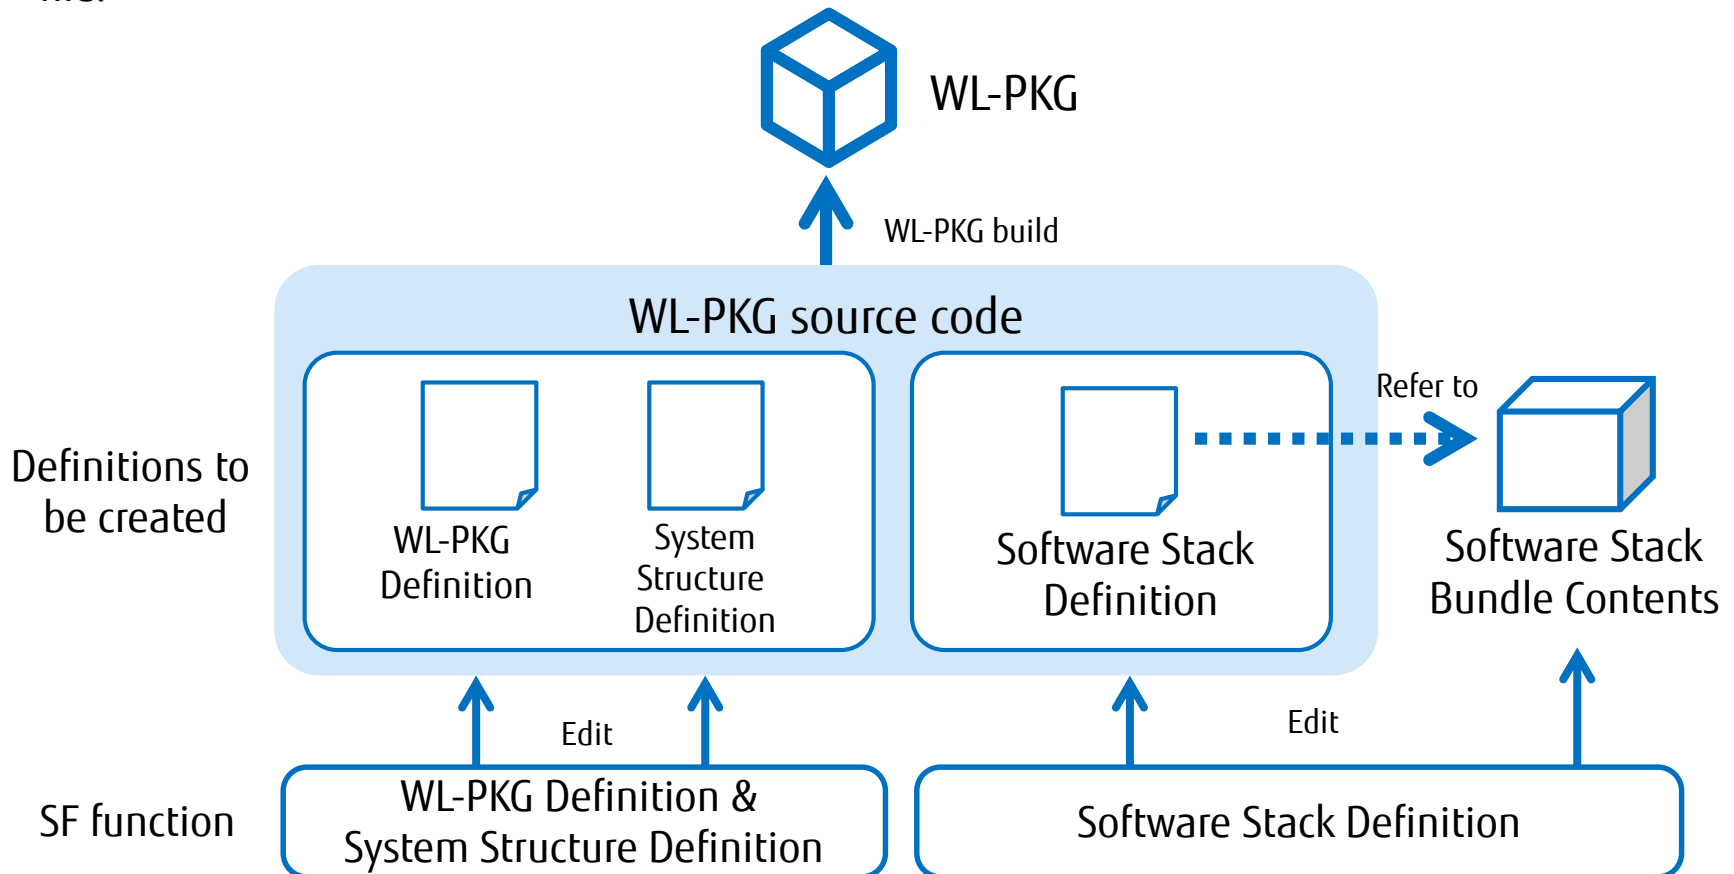 WL-PKG
WL-PKG build
WL-PKG source code
Refer to
Definitions to
be created
WL-PKG
Definition
System
Structure
Definition
Software Stack
Definition
Software Stack
Bundle Contents
Edit
Edit
SF function
WL-PKG Definition &
System Structure Definition
Software Stack Definition